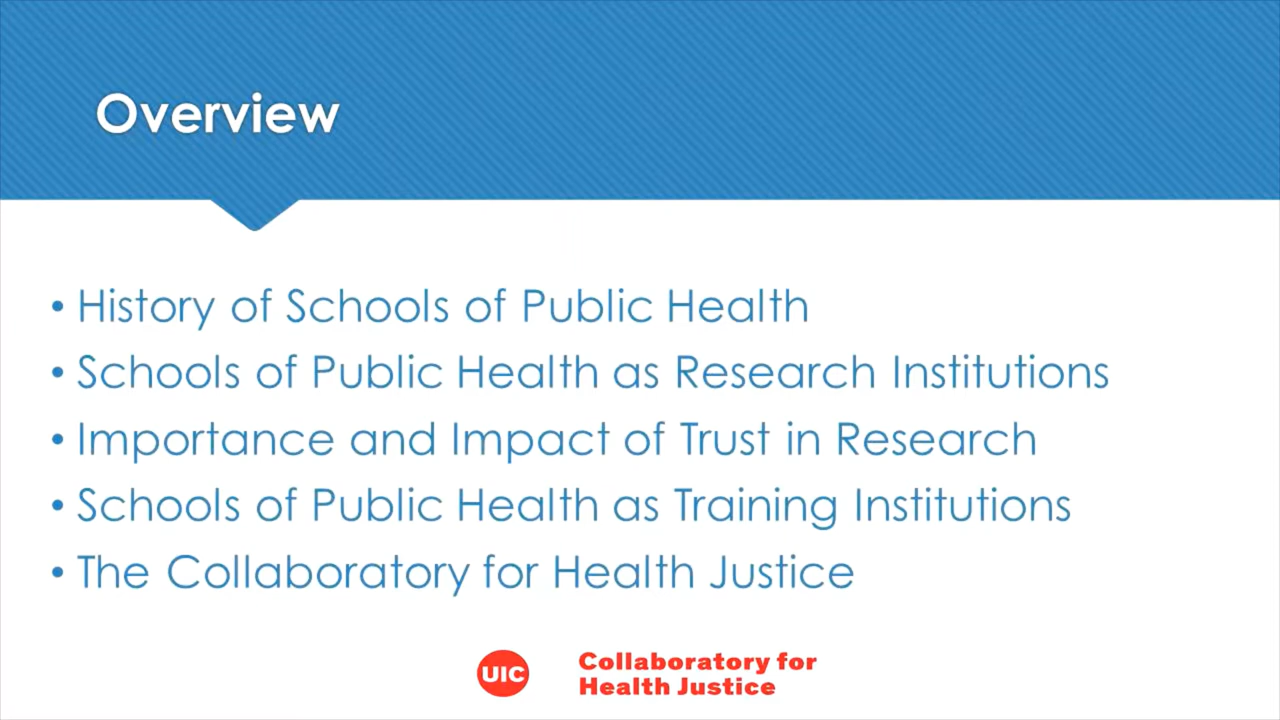 Overview
• History of Schools of Public Health
• Schools of Public Health as Research Institutions
• Importance and Impact of Trust in Research
• Schools of Public Health as Training Institutions
• The Collaboratory for Health Justice
UIC
Collaboratory for
Health Justice